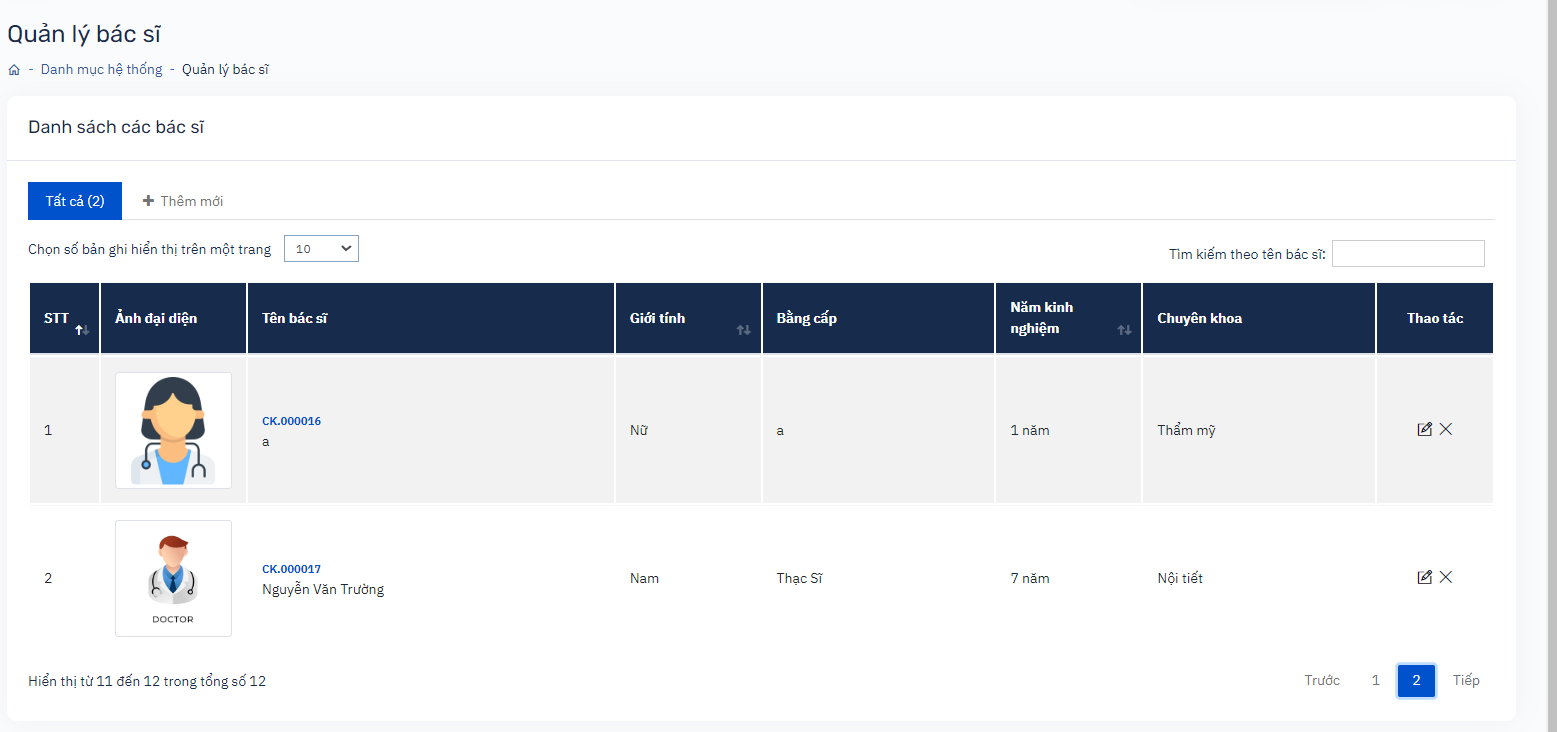 Quản lý bác sĩ
- Danh mục hệ thống - Quản lý bác sĩ
Danh sách các bác sĩ
Tất cả (2)
Thêm mới
Chọn số bản ghi hiển thị trên một trang 10
Tìm kiếm theo tên bác sĩ:
STT Ảnh đại diện Tên bác sĩ Giới tính Bằng cấp Năm kinh nghiệm Chuyên khoa Thao tác
CK.000016
1 a Nữ a 1 năm Thẩm mỹ
CK.000017
2 Nguyễn Văn Trường Nam Thạc Sĩ 7 năm Nội tiết
DOCTOR
Hiển thị từ 11 đến 12 trong tổng số 12
Trước 1 2 Tiếp